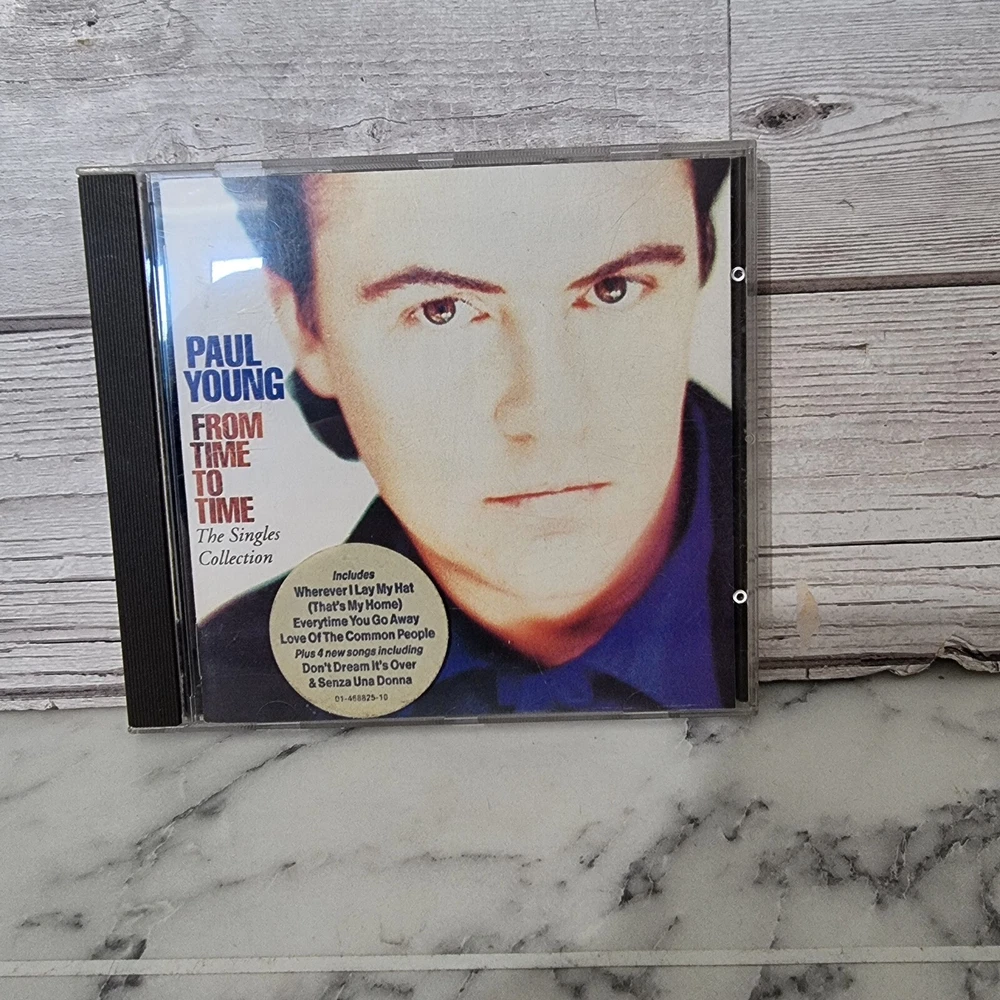 PAUL
YOUNG
FROM
TIME
TO
TIME
The Singles
Collection
Includes
Wherever I Lay My Hat
(That's My Home)
Everytime You Go Away
Love Of The Common People
Plus 4 new songs including
Don't Dream It's Over
& Senza Una Donna
01-468825-10